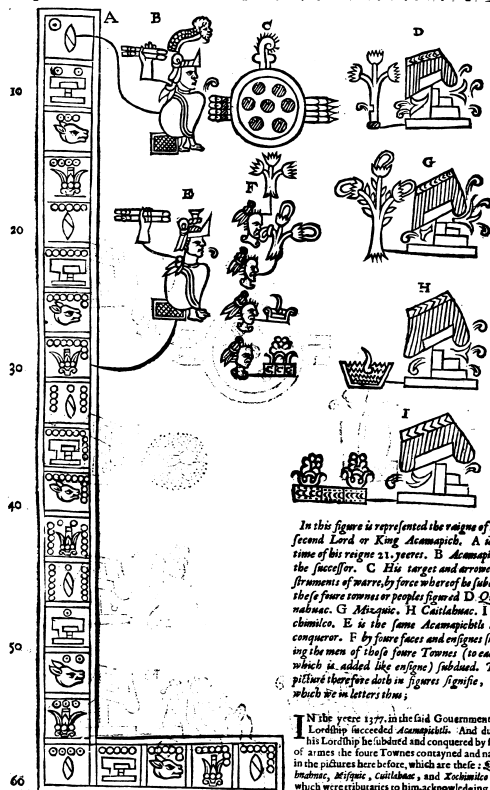 A
B
C
D
10
E
F
G
20
H
30
I
40
50
60
In this figure is repreſented the raigne of
ſecond Lord or King Acamapich. A
time of his reigne 21. yeeres. B Acamapi
the ſucceſſor. C His target and arrowe
ſtruments of warre, by force whereof he ſub
theſe foure townes or peoples figured D
nahuac. G Mizquic. H Cuitlahuac. I
chimilco. E is the ſame Acamapichtli
conqueror. F by foure faces and enſignes
ing the men of thoſe foure Townes (to ea
which is added like enſigne) ſubdued. T
picture therefore doth in figures ſignifie,
which we in letters thus;
IN the yeere 1377. in the ſaid Gouernment
Lordſhip ſucceeded Acamapichtli. And du
his Lordſhip he ſubdued and conquered by f
of armes the foure Townes contayned and na
in the pictures here before, which are theſe:
hnahuac, Miſquic, Cuitlahuac, and Xochimilco
which were tributaries to him, acknowledging